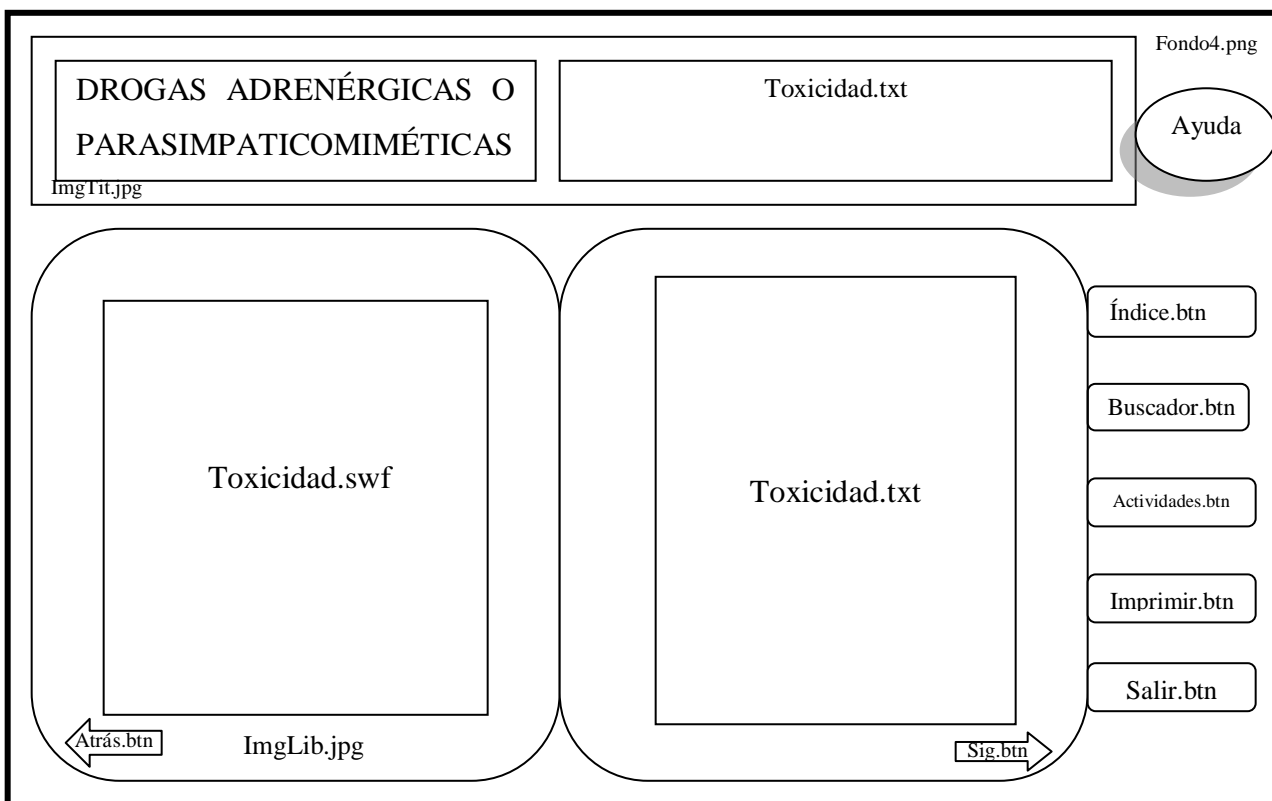 Fondo4.png
DROGAS ADRENÉRGICAS O
PARASIMPATICOMIMÉTICAS
Toxicidad.txt
Ayuda
ImgTit.jpg
Toxicidad.swf
Toxicidad.txt
Índice.btn
Buscador.btn
Actividades.btn
Imprimir.btn
Salir.btn
Atrás.btn
ImgLib.jpg
Sig.btn